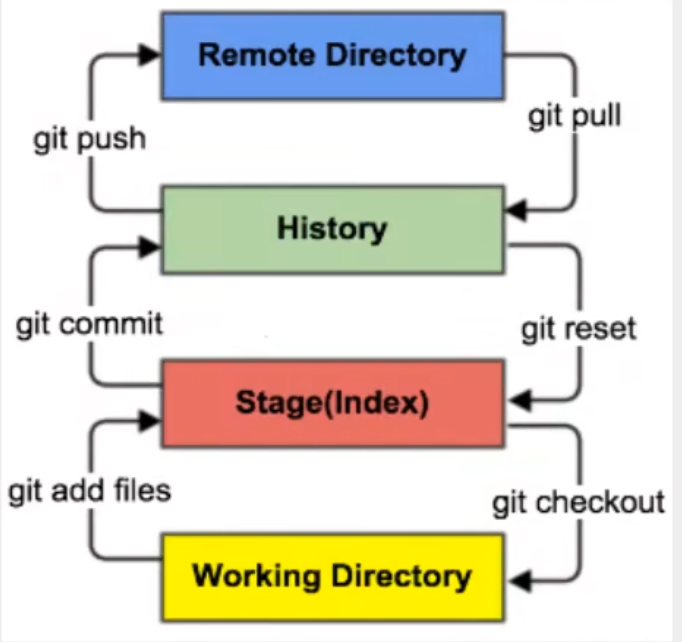 Remote Directory
git push
git pull
History
git commit
git reset
Stage(Index)
git add files
git checkout
Working Directory